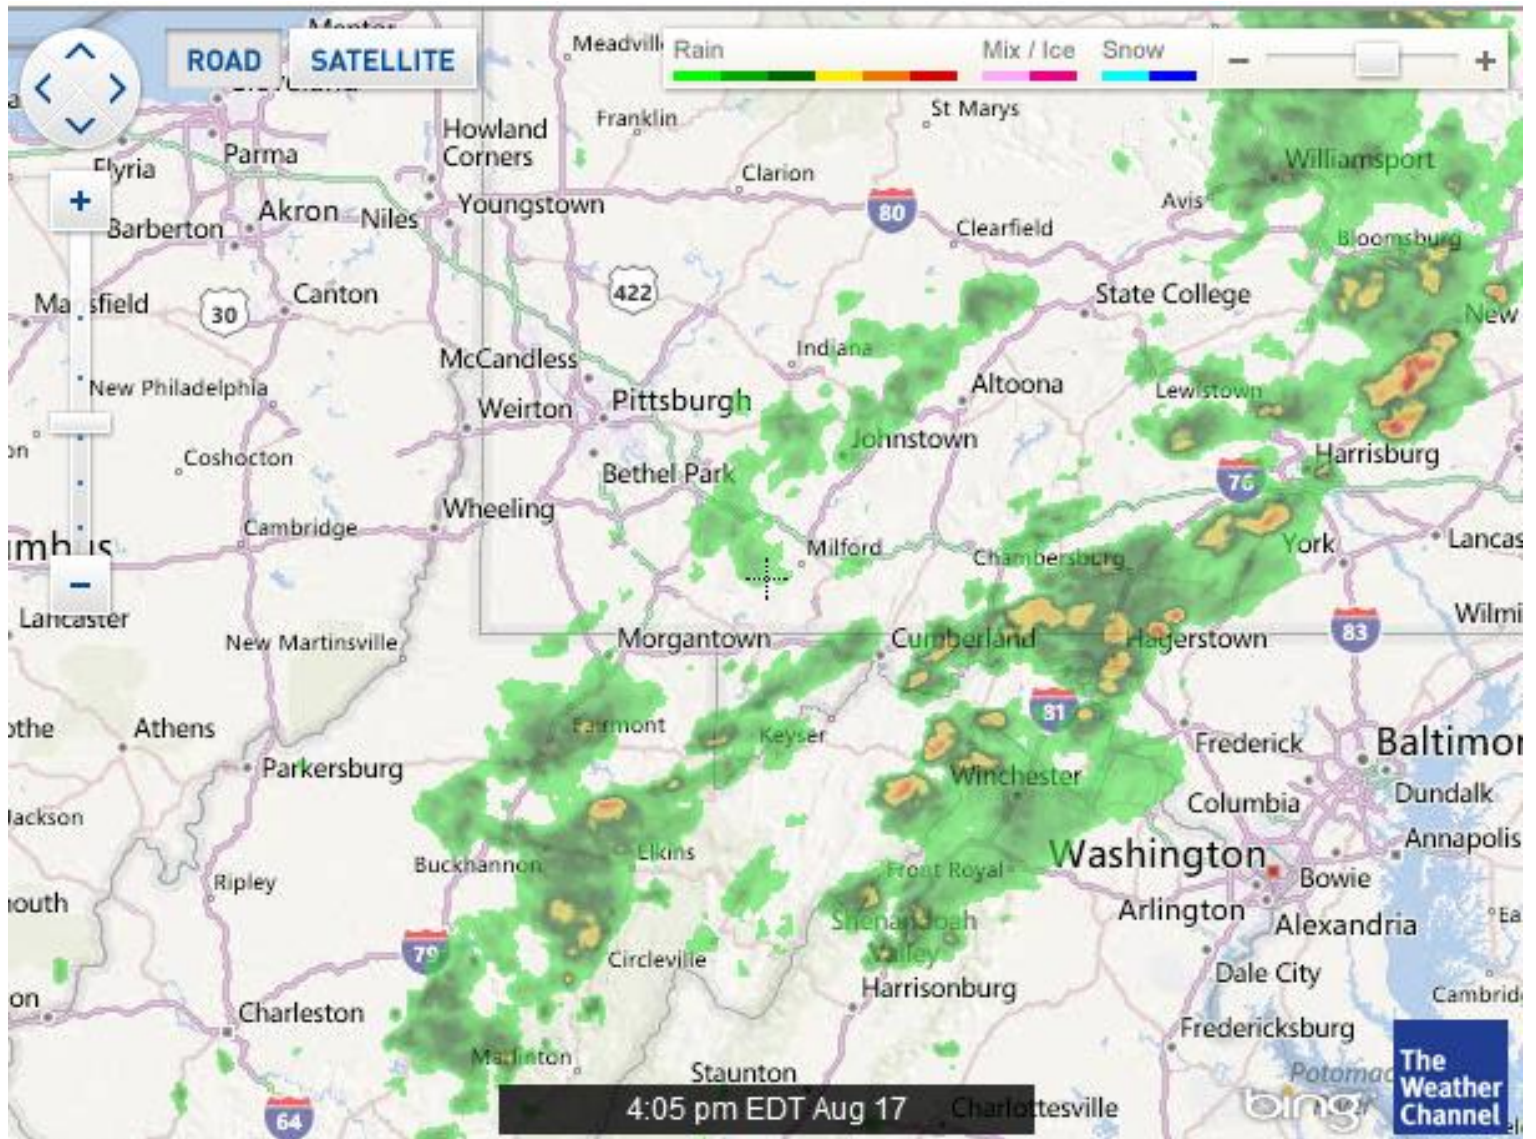 ROAD
SATELLITE
Rain
Mix / Ice
Snow
Meadville
St Marys
Franklin
Howland
Corners
Parma
Elyria
Williamsport
Clarion
Avis
80
Akron
Niles
Youngstown
Barberton
Clearfield
Bloomsburg
422
Canton
State College
30
New
McCandless
Indiana
New Philadelphia
Pittsburgh
Altoona
Lewistown
Weirton
Johnstown
Coshocton
Bethel Park
Harrisburg
76
Wheeling
Cambridge
Milford
Chambersburg
York
Lancas
Lancaster
Wilmi
New Martinsville
Morgantown
Cumberland
Hagerstown
83
81
Athens
Fairmont
Keyser
Frederick
Baltimor
Parkersburg
Winchester
Columbia
Dundalk
Jackson
Annapolis
Buckhannon
Elkins
Front Royal
Washington
Ripley
Bowie
Arlington
Shenandoah
Valley
Alexandria
79
Circleville
Dale City
Harrisonburg
Cambrid
Charleston
Fredericksburg
Marlinton
Staunton
Potomac
The
Weather
Channel
4:05 pm EDT Aug 17
Charlottesville
bing
64